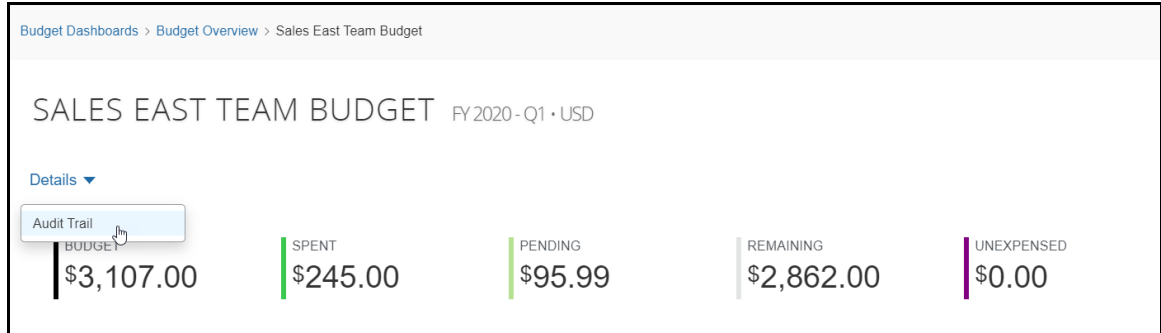 Budget Dashboards > Budget Overview > Sales East Team Budget
SALES EAST TEAM BUDGET FY 2020 - Q1 • USD
Details
Audit Trail
BUDGET SPENT PENDING REMAINING UNEXPENSED
$3,107.00 $245.00 $95.99 $2,862.00 $0.00